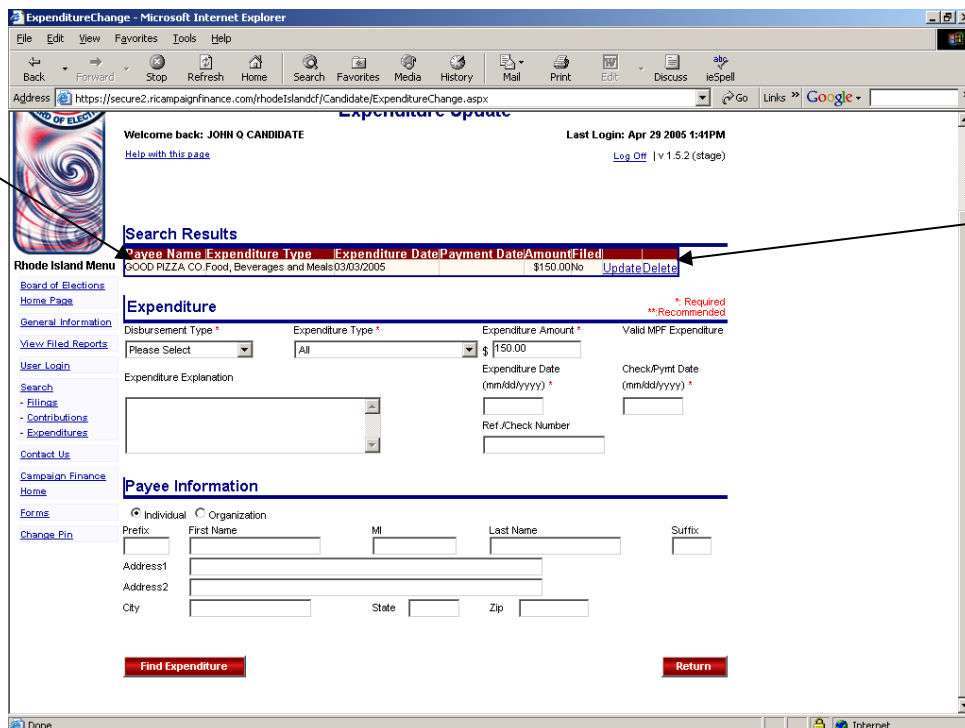 ExpenditureChange - Microsoft Internet Explorer
File Edit View Favorites Tools Help
Back Forward Stop Refresh Home Search Favorites Media History Mail Print Edit Discuss ieSpell
Address https://secure2.ricampaignfinance.com/rhodeIslandcf/Candidate/ExpenditureChange.aspx Go Links » Google
Expenditure Update
Welcome back: JOHN Q CANDIDATE Last Login: Apr 29 2005 1:41PM
Help with this page Log Off | v 1.5.2 (stage)
Search Results
Payee Name Expenditure Type Expenditure Date Payment Date Amount Filed
GOOD PIZZA CO. Food, Beverages and Meals 03/03/2005 $150.00 No Update Delete
Rhode Island Menu
Board of Elections
Home Page
General Information
View Filed Reports
User Login
Search
- Filings
- Contributions
- Expenditures
Contact Us
Campaign Finance
Home
Forms
Change Pin
Expenditure
*: Required
**:Recommended
Disbursement Type * Expenditure Type * Expenditure Amount * Valid MPF Expenditure
Please Select All $ 150.00
Expenditure Explanation
Expenditure Date Check/Pymt Date
(mm/dd/yyyy) * (mm/dd/yyyy) *
Ref./Check Number
Payee Information
Individual Organization
Prefix First Name MI Last Name Suffix
Address1
Address2
City State Zip
Find Expenditure Return
Done Internet